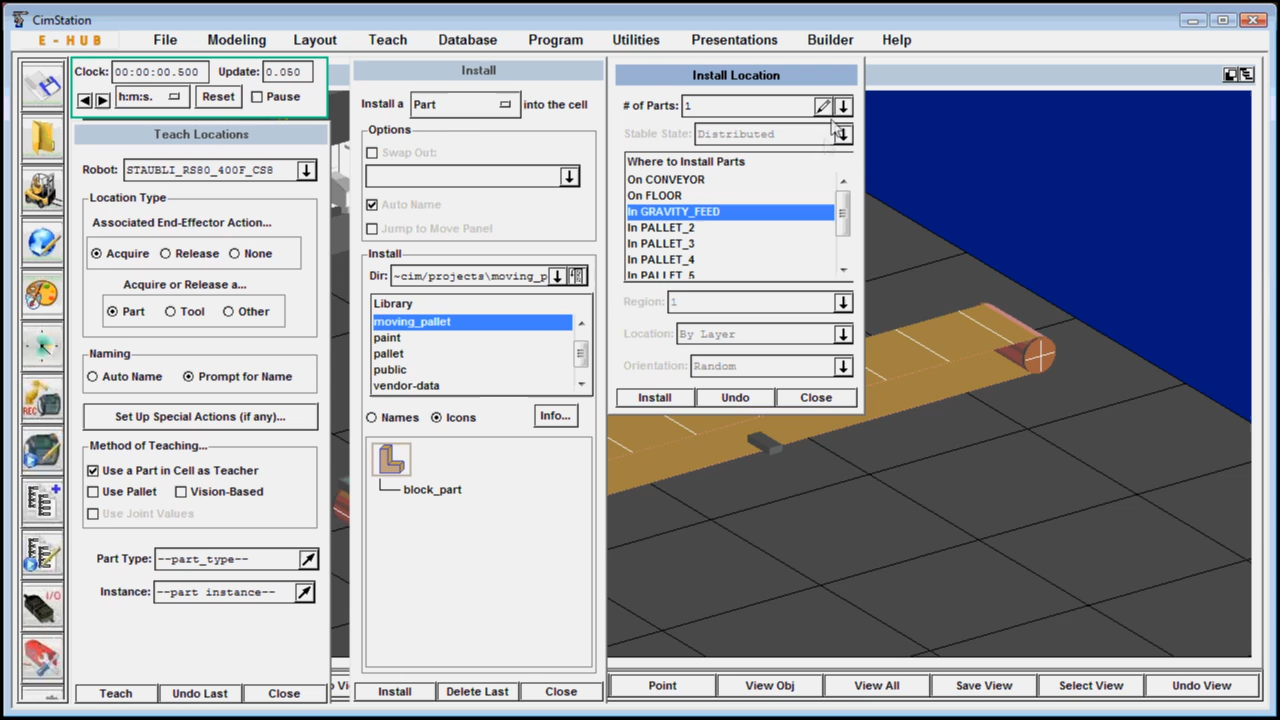 CimStation
E - HUB File Modeling Layout Teach Database Program Utilities Presentations Builder Help
Clock: 00:00:00.500 Update: 0.050
h:m:s. Reset Pause
Teach Locations
Robot: STAUBLI_RS80_400F_CS8
Location Type
Associated End-Effector Action...
Acquire Release None
Acquire or Release a...
Part Tool Other
Naming
Auto Name Prompt for Name
Set Up Special Actions (if any)...
Method of Teaching...
Use a Part in Cell as Teacher
Use Pallet Vision-Based
Use Joint Values
Part Type: --part_type--
Instance: --part instance--
Teach Undo Last Close
Install
Install a Part into the cell
Options
Swap Out:
Auto Name
Jump to Move Panel
Install
Dir: ~cim/projects\moving_p
Library
moving_pallet
paint
pallet
public
vendor-data
Names Icons Info...
block_part
Install Delete Last Close
Install Location
# of Parts: 1
Stable State: Distributed
Where to Install Parts
On CONVEYOR
On FLOOR
In GRAVITY_FEED
In PALLET_2
In PALLET_3
In PALLET_4
In PALLET_5
Region: 1
Location: By Layer
Orientation: Random
Install Undo Close
REC
I/O
Point View Obj View All Save View Select View Undo View